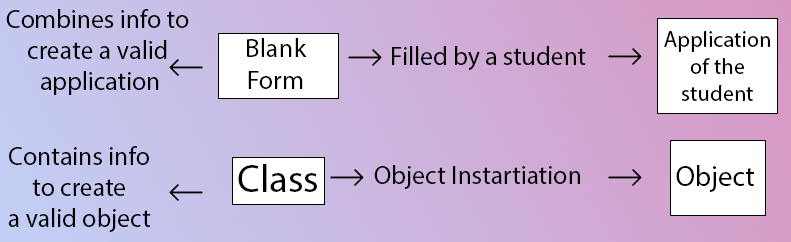 Combines info to
create a valid
application
Blank
Form
Filled by a student
Application
of the
student
Contains info
to create
a valid object
Class
Object Instartiation
Object